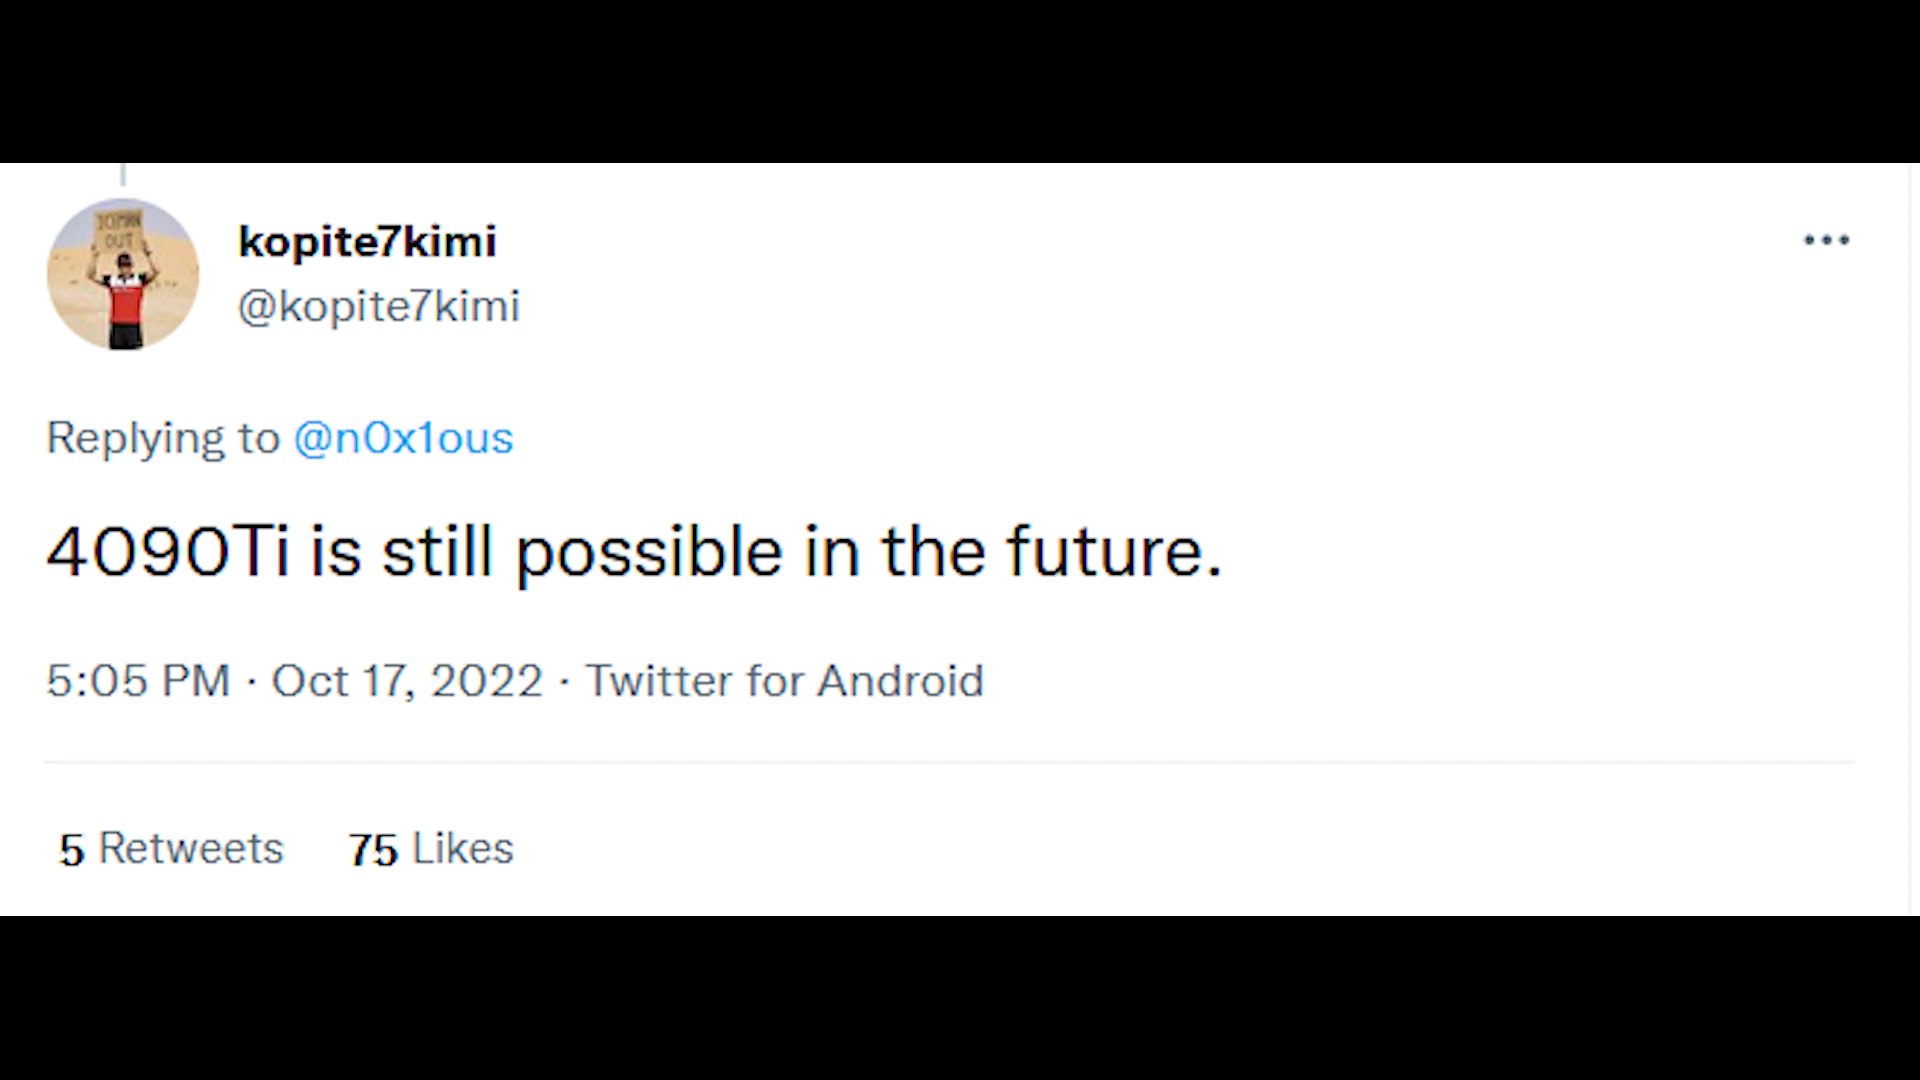 kopite7kimi
@kopite7kimi
Replying to @n0x1ous
4090Ti is still possible in the future.
5:05 PM · Oct 17, 2022 · Twitter for Android
5 Retweets 75 Likes